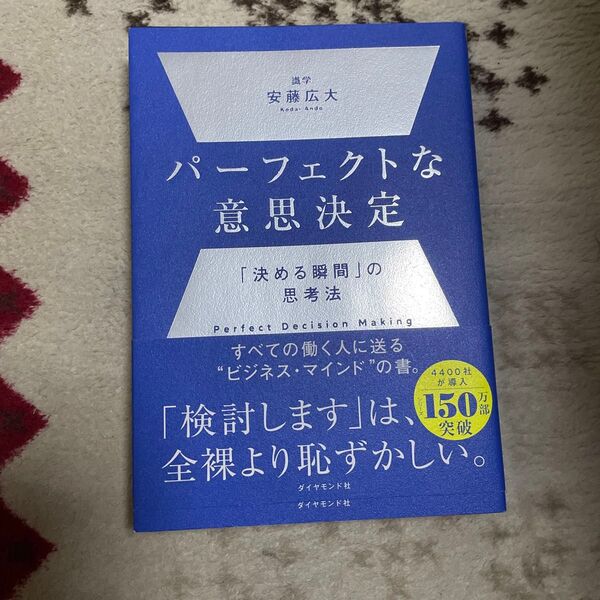 識学
安藤広大
Kodai Ando
パーフェクトな
意思決定
「決める瞬間」の
思考法
Perfect Decision Making
すべての働く人に送る
“ビジネス・マインド”の書。
4400社
が導入
150万部
突破
「検討します」は、
全裸より恥ずかしい。
ダイヤモンド社
ダイヤモンド社